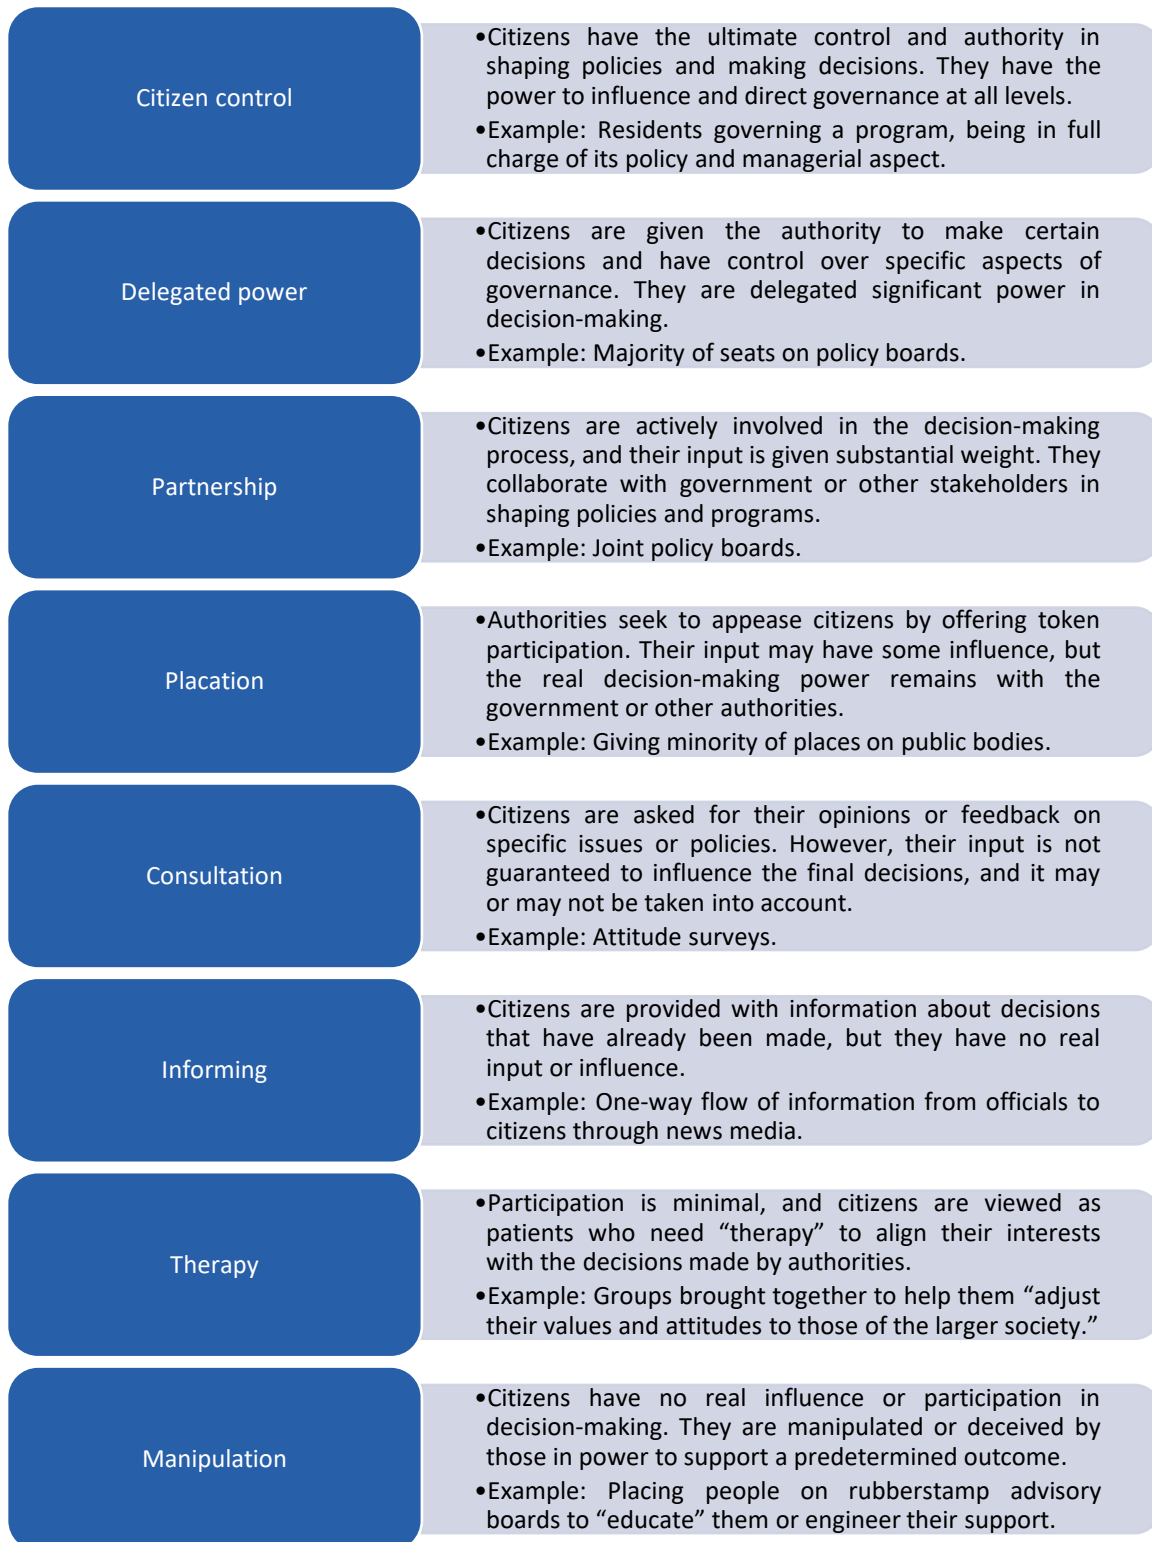 Citizen control
•Citizens have the ultimate control and authority in
shaping policies and making decisions. They have the
power to influence and direct governance at all levels.
•Example: Residents governing a program, being in full
charge of its policy and managerial aspect.
Delegated power
•Citizens are given the authority to make certain
decisions and have control over specific aspects of
governance. They are delegated significant power in
decision-making.
•Example: Majority of seats on policy boards.
Partnership
•Citizens are actively involved in the decision-making
process, and their input is given substantial weight. They
collaborate with government or other stakeholders in
shaping policies and programs.
•Example: Joint policy boards.
Placation
•Authorities seek to appease citizens by offering token
participation. Their input may have some influence, but
the real decision-making power remains with the
government or other authorities.
•Example: Giving minority of places on public bodies.
Consultation
•Citizens are asked for their opinions or feedback on
specific issues or policies. However, their input is not
guaranteed to influence the final decisions, and it may
or may not be taken into account.
•Example: Attitude surveys.
Informing
•Citizens are provided with information about decisions
that have already been made, but they have no real
input or influence.
•Example: One-way flow of information from officials to
citizens through news media.
Therapy
•Participation is minimal, and citizens are viewed as
patients who need “therapy” to align their interests
with the decisions made by authorities.
•Example: Groups brought together to help them “adjust
their values and attitudes to those of the larger society.”
Manipulation
•Citizens have no real influence or participation in
decision-making. They are manipulated or deceived by
those in power to support a predetermined outcome.
•Example: Placing people on rubberstamp advisory
boards to “educate” them or engineer their support.